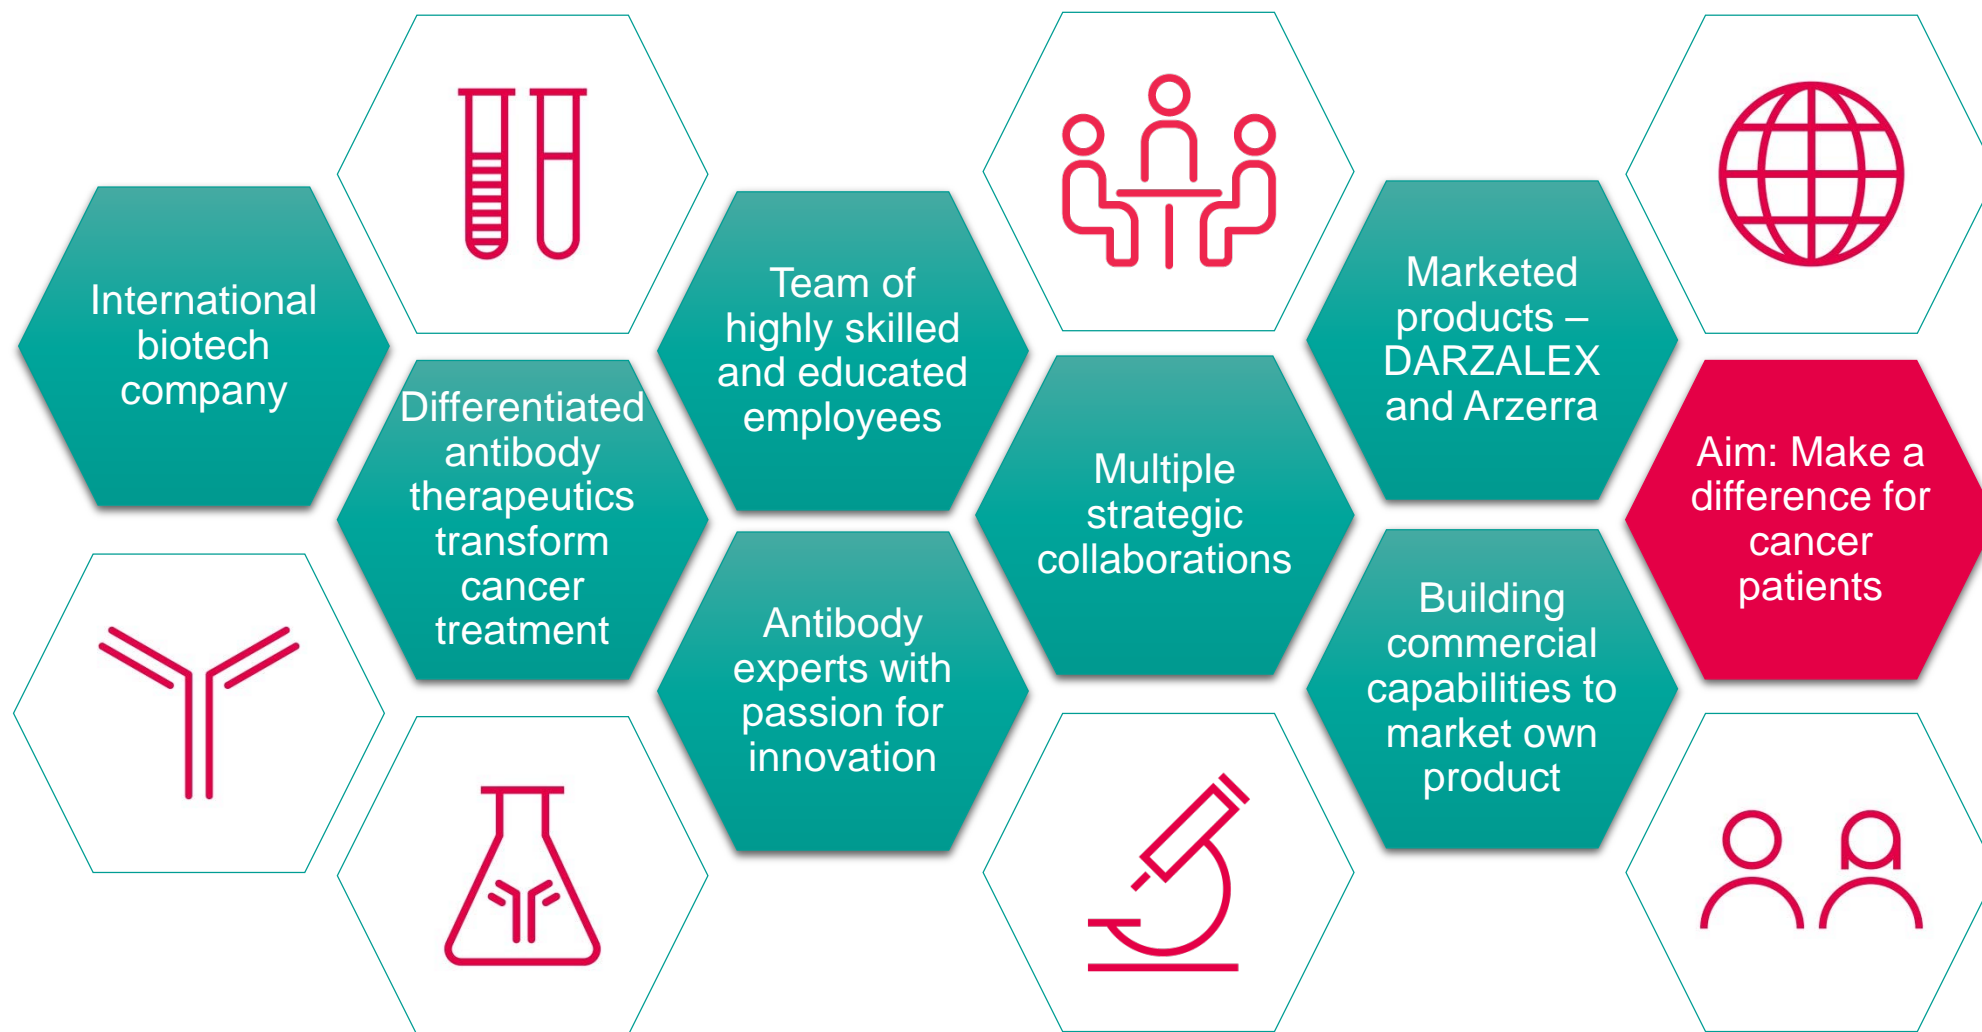 International
biotech
company
Differentiated
antibody
therapeutics
transform
cancer
treatment
Team of
highly skilled
and educated
employees
Antibody
experts with
passion for
innovation
Multiple
strategic
collaborations
Marketed
products –
DARZALEX
and Arzerra
Building
commercial
capabilities to
market own
product
Aim: Make a
difference for
cancer
patients